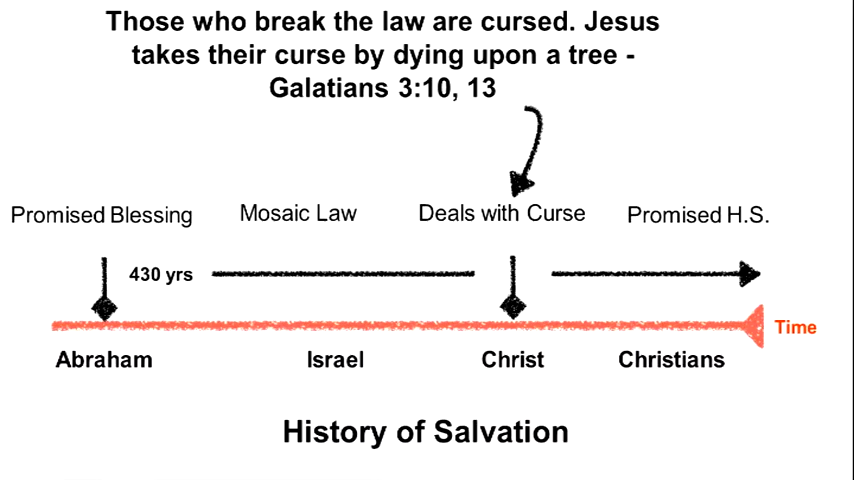 Those who break the law are cursed. Jesus
takes their curse by dying upon a tree -
Galatians 3:10, 13
Promised Blessing
Mosaic Law
Deals with Curse
Promised H.S.
430 yrs
Time
Abraham
Israel
Christ
Christians
History of Salvation